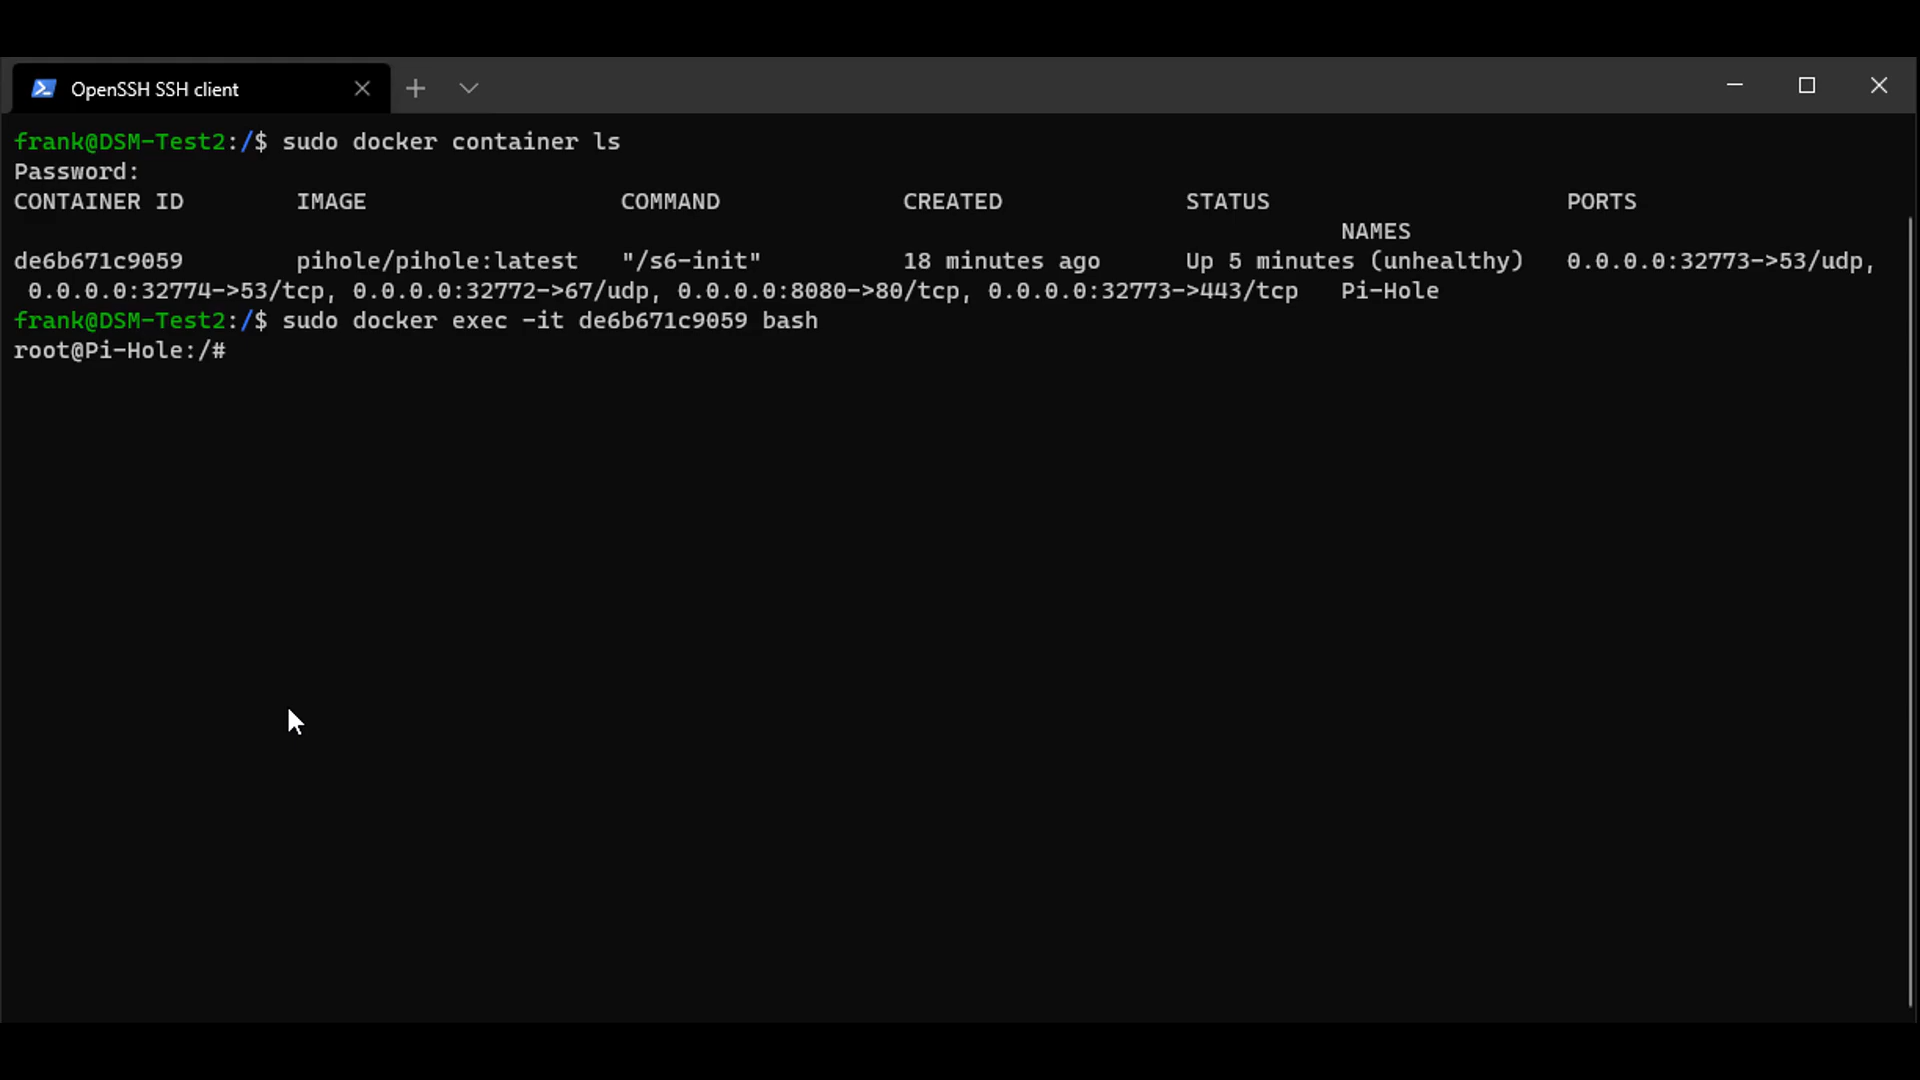 OpenSSH SSH client
frank@DSM-Test2:/$ sudo docker container ls
Password:
CONTAINER ID        IMAGE                  COMMAND             CREATED             STATUS                     PORTS
NAMES
de6b671c9059        pihole/pihole:latest   "/s6-init"          18 minutes ago      Up 5 minutes (unhealthy)   0.0.0.0:32773->53/udp,
0.0.0.0:32774->53/tcp, 0.0.0.0:32772->67/udp, 0.0.0.0:8080->80/tcp, 0.0.0.0:32773->443/tcp   Pi-Hole
frank@DSM-Test2:/$ sudo docker exec -it de6b671c9059 bash
root@Pi-Hole:/#